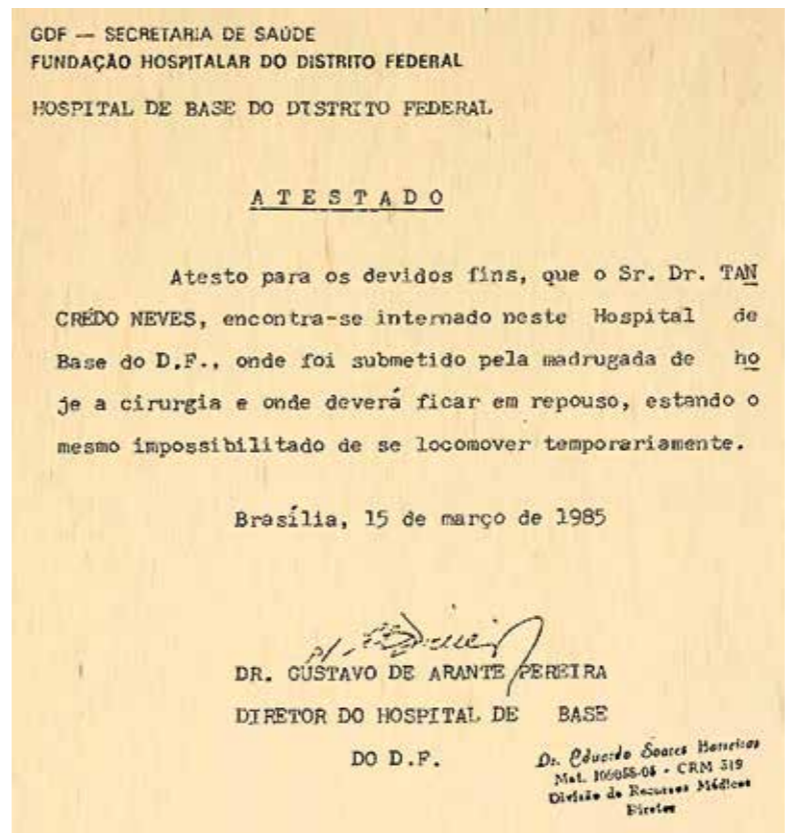 GDF — SECRETARIA DE SAÚDE
FUNDAÇÃO HOSPITALAR DO DISTRITO FEDERAL
HOSPITAL DE BASE DO DISTRITO FEDERAL
A T E S T A D O
Atesto para os devidos fins, que o Sr. Dr. TAN
CRÉDO NEVES, encontra-se internado neste Hospital de
Base do D.F., onde foi submetido pela madrugada de ho
je a cirurgia e onde deverá ficar em repouso, estando o
mesmo impossibilitado de se locomover temporariamente.
Brasília, 15 de março de 1985
DR. GUSTAVO DE ARANTE PEREIRA
DIRETOR DO HOSPITAL DE BASE
DO D.F.
Dr. Eduardo Soares
Mat. - CRM 319
Divisão de Recursos Médicos
Diretor